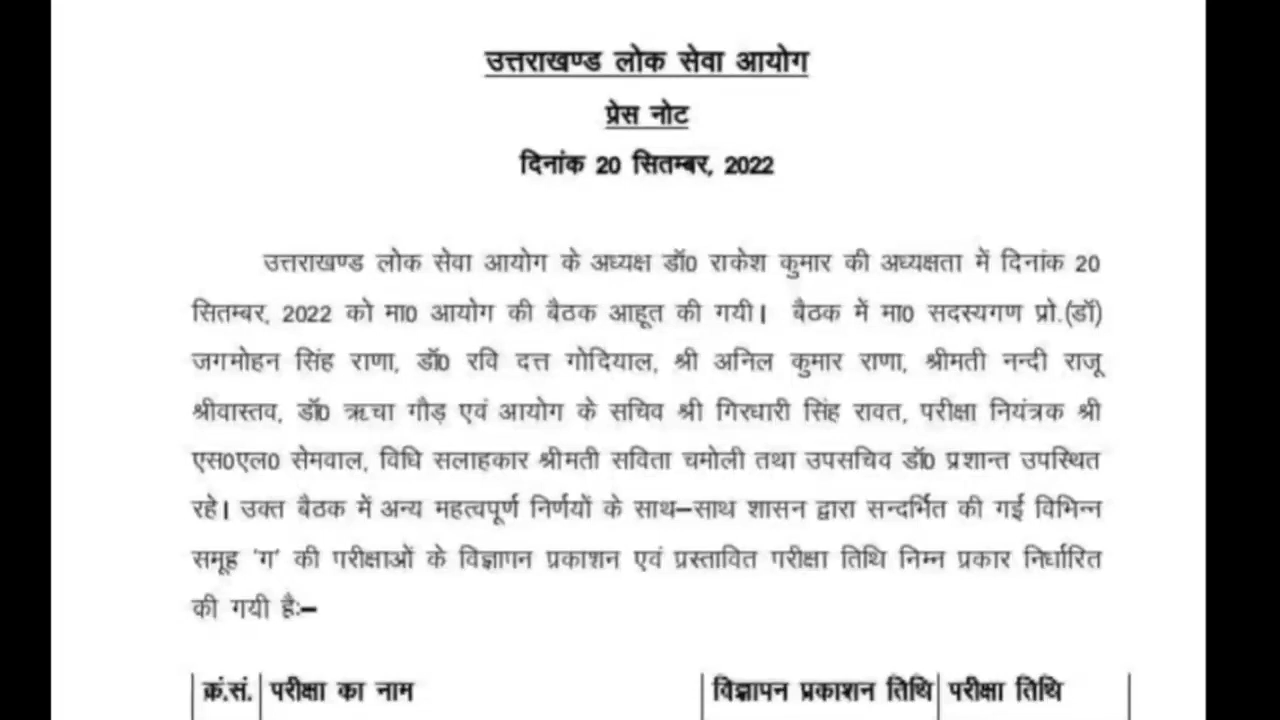 उत्तराखण्ड लोक सेवा आयोग
प्रेस नोट
दिनांक 20 सितम्बर, 2022
उत्तराखण्ड लोक सेवा आयोग के अध्यक्ष डॉ0 राकेश कुमार की अध्यक्षता में दिनांक 20
सितम्बर, 2022 को मा0 आयोग की बैठक आहूत की गयी। बैठक में मा0 सदस्यगण प्रो.(डॉ)
जगमोहन सिंह राणा, डॉ0 रवि दत्त गोदियाल, श्री अनिल कुमार राणा, श्रीमती नन्दी राजू
श्रीवास्तव, डॉ0 ऋचा गौड़ एवं आयोग के सचिव श्री गिरधारी सिंह रावत, परीक्षा नियंत्रक श्री
एस0एल0 सेमवाल, विधि सलाहकार श्रीमती सविता चमोली तथा उपसचिव डॉ0 प्रशान्त उपस्थित
रहे। उक्त बैठक में अन्य महत्वपूर्ण निर्णयों के साथ–साथ शासन द्वारा सन्दर्भित की गई विभिन्न
समूह 'ग' की परीक्षाओं के विज्ञापन प्रकाशन एवं प्रस्तावित परीक्षा तिथि निम्न प्रकार निर्धारित
की गयी है:–
क्रं.सं. परीक्षा का नाम विज्ञापन प्रकाशन तिथि परीक्षा तिथि